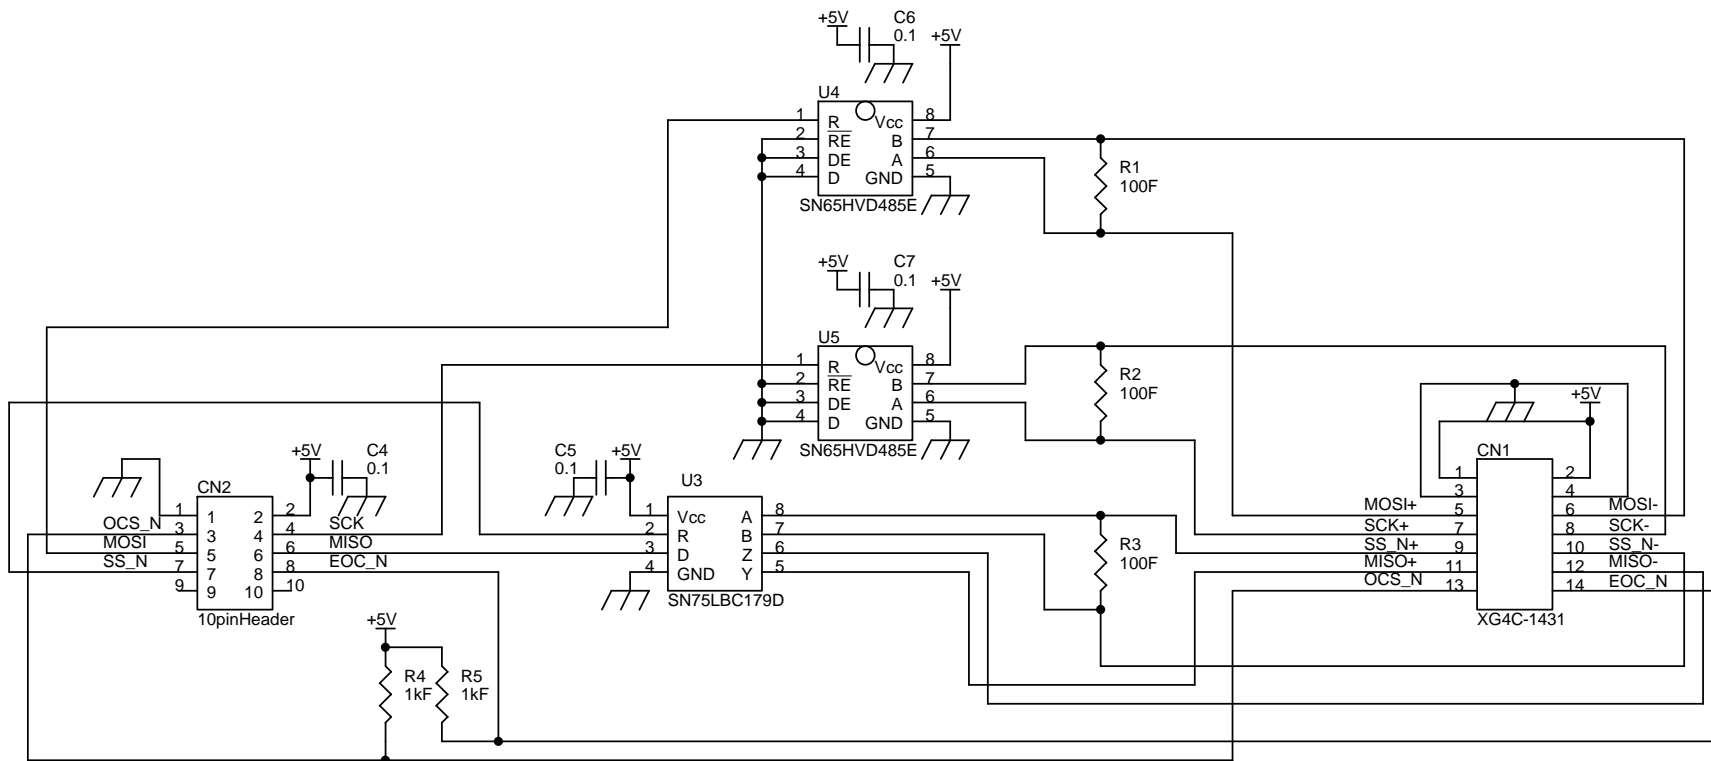 +5V
C6
0.1
+5V
U4
1 R Vcc 8
2 RE B 7
3 DE A 6
4 D GND 5
SN65HVD485E
R1
100F
+5V
C7
0.1
+5V
U5
1 R Vcc 8
2 RE B 7
3 DE A 6
4 D GND 5
SN65HVD485E
R2
100F
+5V
C4
0.1
CN2
1 1 2 2
OCS_N 3 3 4 4 SCK
MOSI 5 5 6 6 MISO
SS_N 7 7 8 8 EOC_N
9 9 10 10
10pinHeader
C5
0.1
+5V
U3
1 Vcc A 8
2 R B 7
3 D Z 6
4 GND Y 5
SN75LBC179D
R3
100F
+5V
CN1
1 2
3 4
MOSI+ 5 6 MOSI-
SCK+ 7 8 SCK-
SS_N+ 9 10 SS_N-
MISO+ 11 12 MISO-
OCS_N 13 14 EOC_N
XG4C-1431
+5V
R4
1kF
R5
1kF